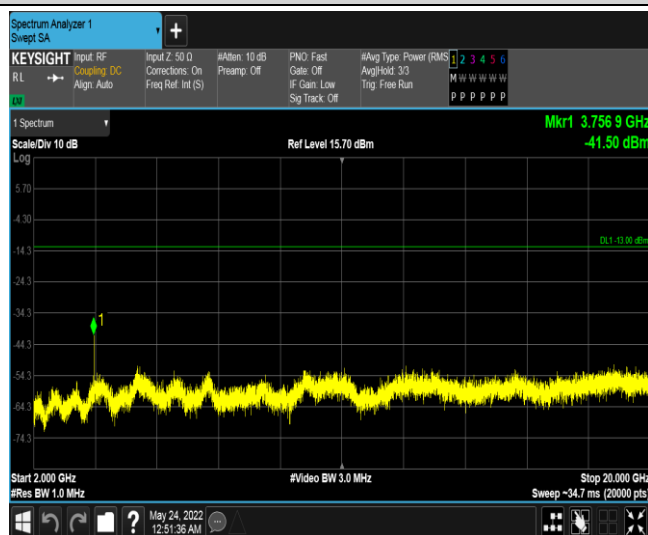 Spectrum Analyzer 1
Swept SA
+
KEYSIGHT
RL
LXI
Input: RF
Coupling: DC
Align: Auto
Input Z: 50 Ω
Corrections: On
Freq Ref: Int (S)
#Atten: 10 dB
Preamp: Off
PNO: Fast
Gate: Off
IF Gain: Low
Sig Track: Off
#Avg Type: Power (RMS
Avg|Hold: 3/3
Trig: Free Run
1 2 3 4 5 6
M W W W W W
P P P P P P
1 Spectrum
Mkr1 3.756 9 GHz
Scale/Div 10 dB
Ref Level 15.70 dBm
-41.50 dBm
Log
5.70
-4.30
DL1 -13.00 dBm
-14.3
-24.3
-34.3
1
-44.3
-54.3
-64.3
-74.3
Start 2.000 GHz
#Video BW 3.0 MHz
Stop 20.000 GHz
#Res BW 1.0 MHz
Sweep ~34.7 ms (20000 pts)
?
May 24, 2022
12:51:36 AM